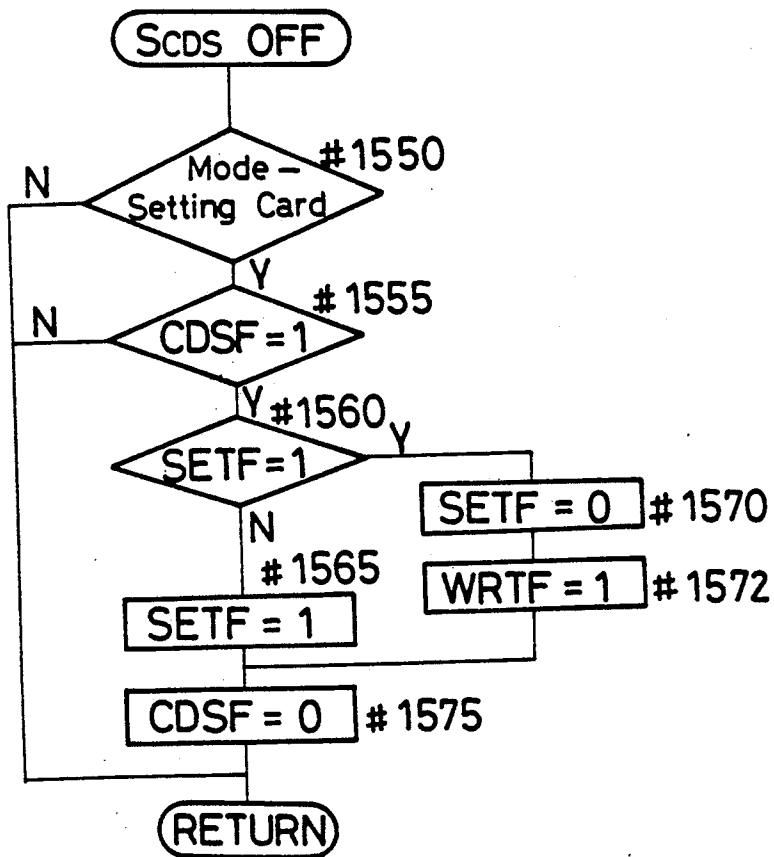 SCDS OFF
#1550
Mode-
Setting Card
N
Y
#1555
CDSF=1
N
Y
#1560
SETF=1
Y
N
SETF = 0 #1570
#1565
WRTF = 1 #1572
SETF = 1
CDSF = 0 #1575
RETURN